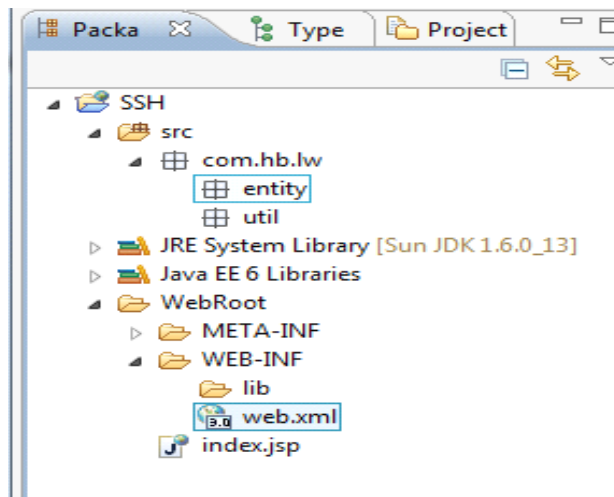 Packa Type Project
SSH
src
com.hb.lw
entity
util
JRE System Library [Sun JDK 1.6.0_13]
Java EE 6 Libraries
WebRoot
META-INF
WEB-INF
lib
3.0 web.xml
index.jsp